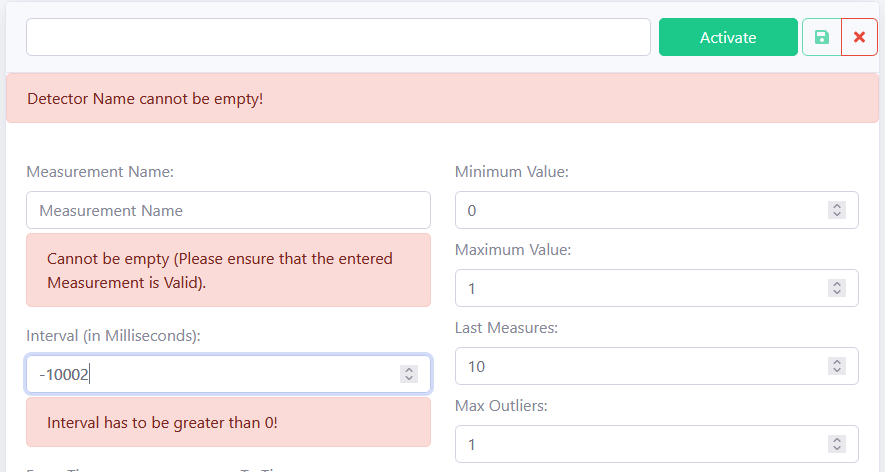 Activate
Detector Name cannot be empty!
Measurement Name:
Measurement Name
Cannot be empty (Please ensure that the entered
Measurement is Valid).
Interval (in Milliseconds):
-10002
Interval has to be greater than 0!
Minimum Value:
0
Maximum Value:
1
Last Measures:
10
Max Outliers:
1